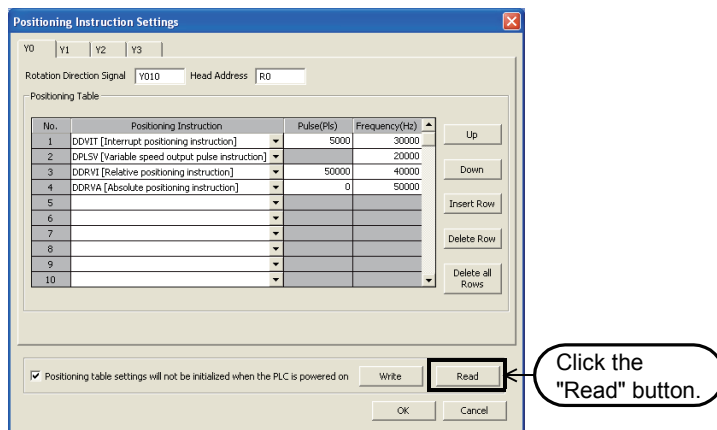 Positioning Instruction Settings
Y0 Y1 Y2 Y3
Rotation Direction Signal Y010 Head Address R0
Positioning Table
No. Positioning Instruction Pulse(Pls) Frequency(Hz)
1 DDVIT [Interrupt positioning instruction] 5000 30000
2 DPLSV [Variable speed output pulse instruction] 20000
3 DDRVI [Relative positioning instruction] 50000 40000
4 DDRVA [Absolute positioning instruction] 0 50000
5
6
7
8
9
10
Up
Down
Insert Row
Delete Row
Delete all
Rows
Positioning table settings will not be initialized when the PLC is powered on Write Read
OK Cancel
Click the
"Read" button.